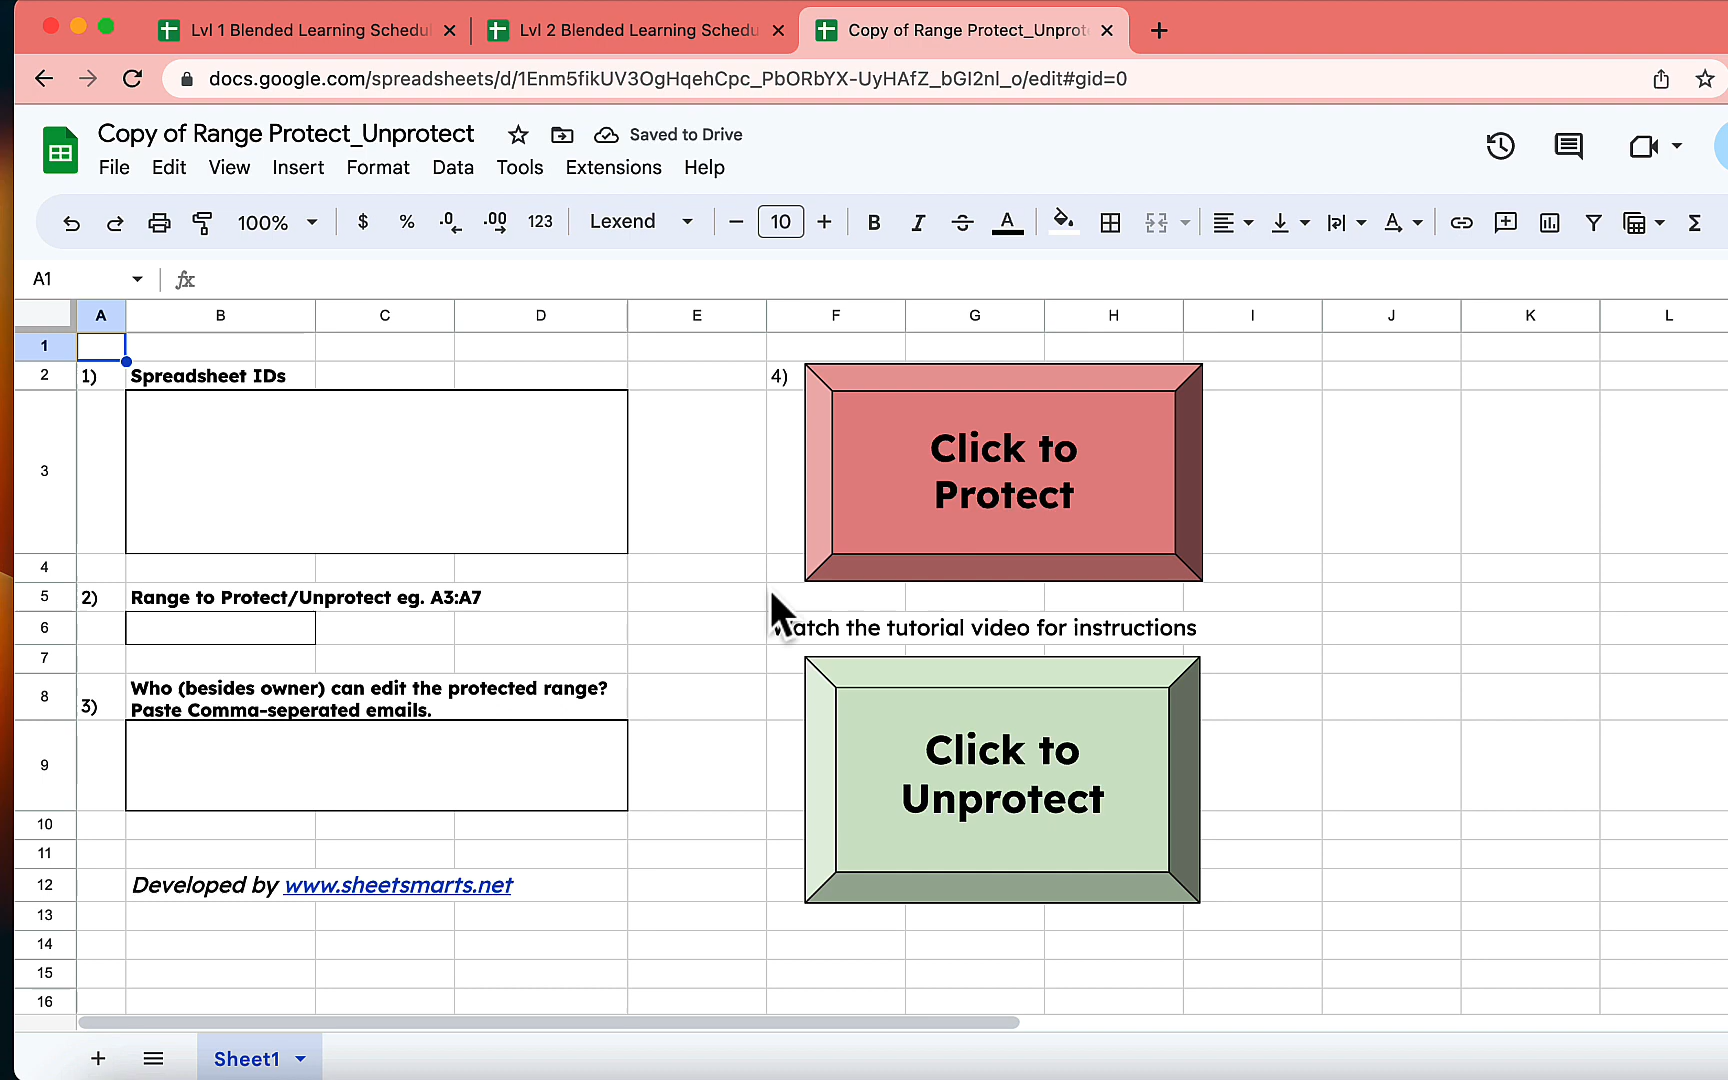 Lvl 1 Blended Learning Schedul
Lvl 2 Blended Learning Schedu
Copy of Range Protect_Unprot
docs.google.com/spreadsheets/d/1Enm5fikUV3OgHqehCpc_PbORbYX-UyHAfZ_bGI2nl_o/edit#gid=0
Copy of Range Protect_Unprotect
Saved to Drive
File Edit View Insert Format Data Tools Extensions Help
100% $ % .0 .00 123 Lexend 10 B I S A Σ
A1 fx
A B C D E F G H I J K L
1
2 1) Spreadsheet IDs 4)
Click to
3
Protect
4
5 2) Range to Protect/Unprotect eg. A3:A7
6 atch the tutorial video for instructions
7
8 Who (besides owner) can edit the protected range?
3) Paste Comma-seperated emails.
9
Click to
Unprotect
10
11
12 Developed by www.sheetsmarts.net
13
14
15
16
Sheet1